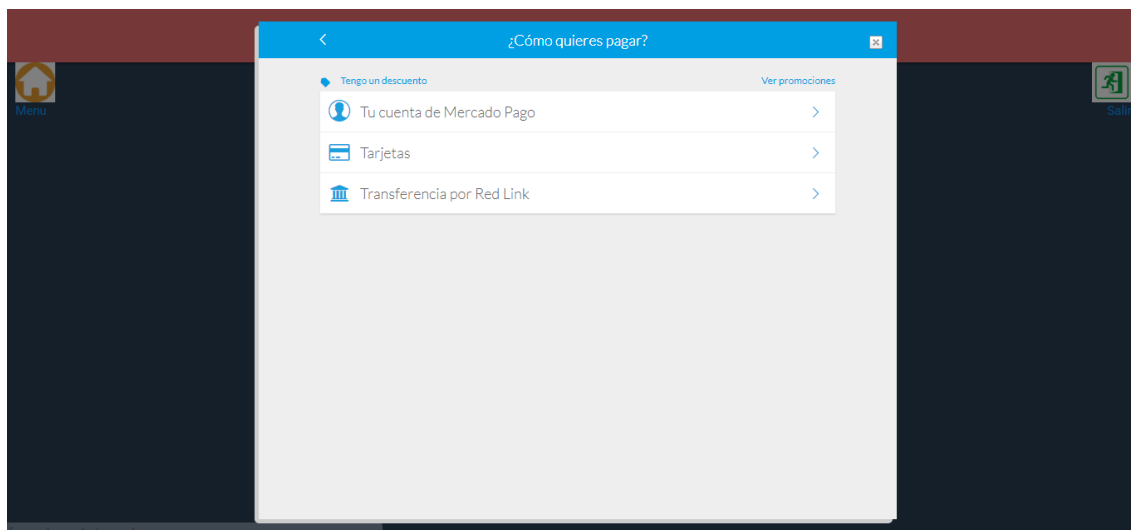 ¿Cómo quieres pagar?
Tengo un descuento
Ver promociones
Menu
Salir
Tu cuenta de Mercado Pago
Tarjetas
Transferencia por Red Link